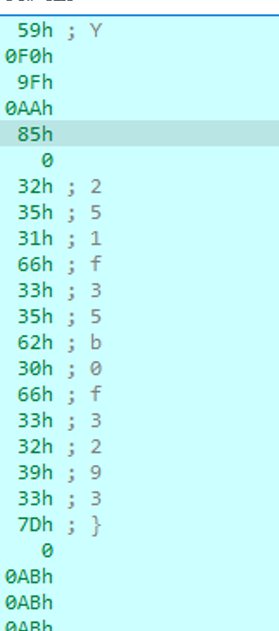 59h ; Y
0F0h
9Fh
0AAh
85h
0
32h ; 2
35h ; 5
31h ; 1
66h ; f
33h ; 3
35h ; 5
62h ; b
30h ; 0
66h ; f
33h ; 3
32h ; 2
39h ; 9
33h ; 3
7Dh ; }
0
0ABh
0ABh
0ABh